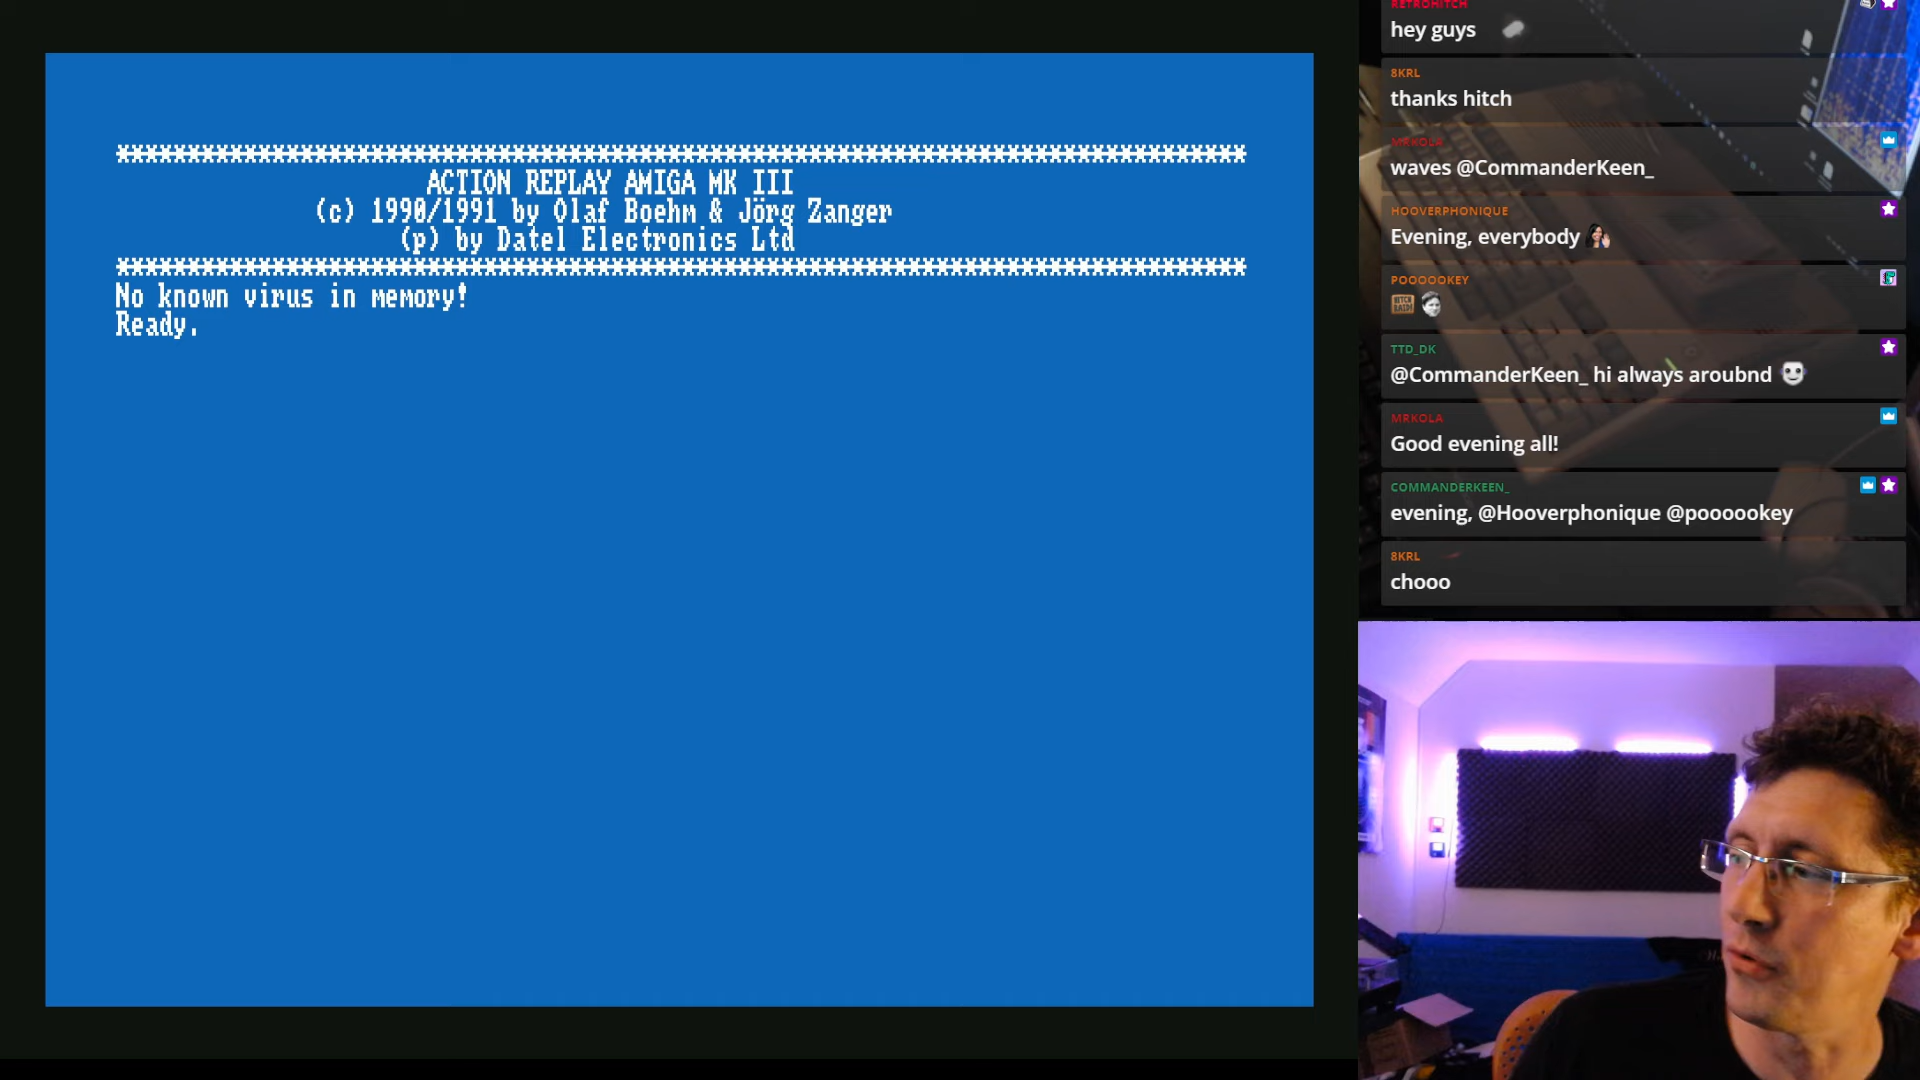 ********************************************************************************
ACTION REPLAY AMIGA MK III
(c) 1990/1991 by Olaf Boehm & Jörg Zanger
(p) by Datel Electronics Ltd
********************************************************************************
No known virus in memory!
Ready.
RETROHITCH
hey guys
8KRL
thanks hitch
MRKOLA
waves @CommanderKeen_
HOOVERPHONIQUE
Evening, everybody
POOOOOKEY
TTD_DK
@CommanderKeen_ hi always aroubnd
MRKOLA
Good evening all!
COMMANDERKEEN_
evening, @Hooverphonique @poooookey
8KRL
chooo